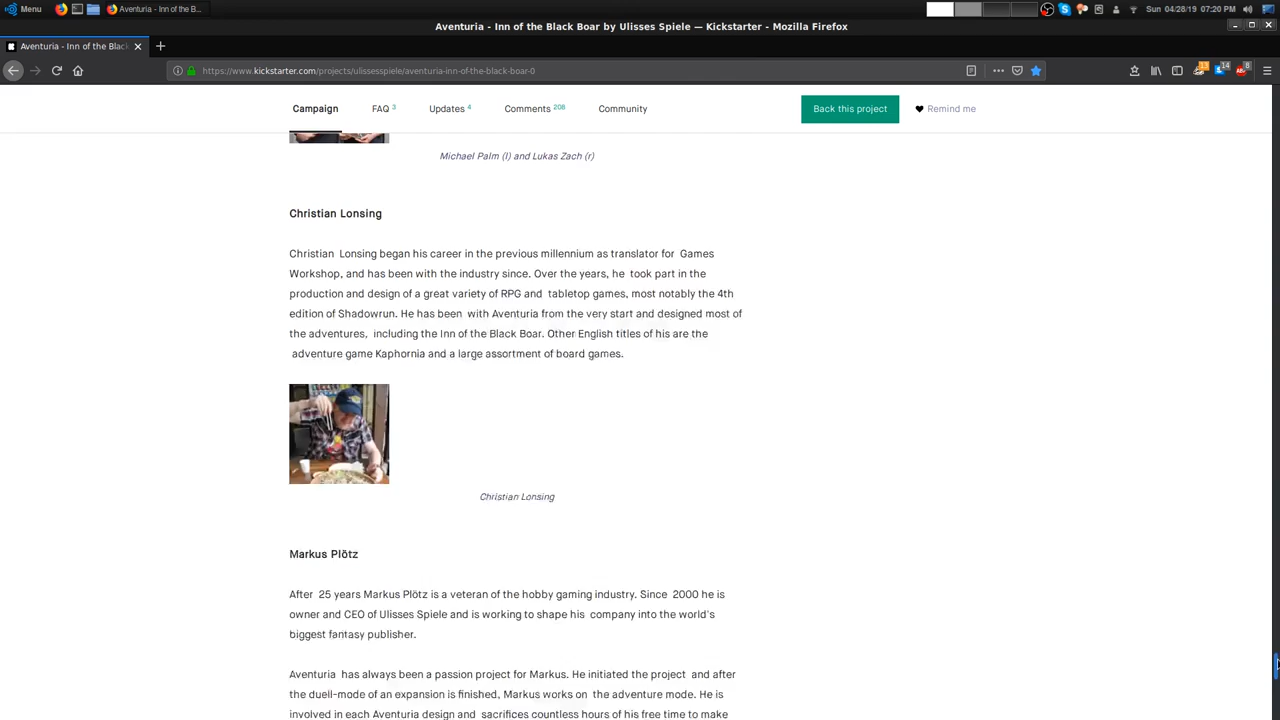 Menu
Aventuria - Inn of the B...
Sun 04/28/19 07:20 PM
Aventuria - Inn of the Black Boar by Ulisses Spiele — Kickstarter - Mozilla Firefox
Aventuria - Inn of the Black
https://www.kickstarter.com/projects/ulissesspiele/aventuria-inn-of-the-black-boar-0
Campaign FAQ 3 Updates 4 Comments 208 Community Back this project Remind me
Michael Palm (l) and Lukas Zach (r)
Christian Lonsing
Christian Lonsing began his career in the previous millennium as translator for Games
Workshop, and has been with the industry since. Over the years, he took part in the
production and design of a great variety of RPG and tabletop games, most notably the 4th
edition of Shadowrun. He has been with Aventuria from the very start and designed most of
the adventures, including the Inn of the Black Boar. Other English titles of his are the
adventure game Kaphornia and a large assortment of board games.
Christian Lonsing
Markus Plötz
After 25 years Markus Plötz is a veteran of the hobby gaming industry. Since 2000 he is
owner and CEO of Ulisses Spiele and is working to shape his company into the world's
biggest fantasy publisher.
Aventuria has always been a passion project for Markus. He initiated the project and after
the duell-mode of an expansion is finished, Markus works on the adventure mode. He is
involved in each Aventuria design and sacrifices countless hours of his free time to make